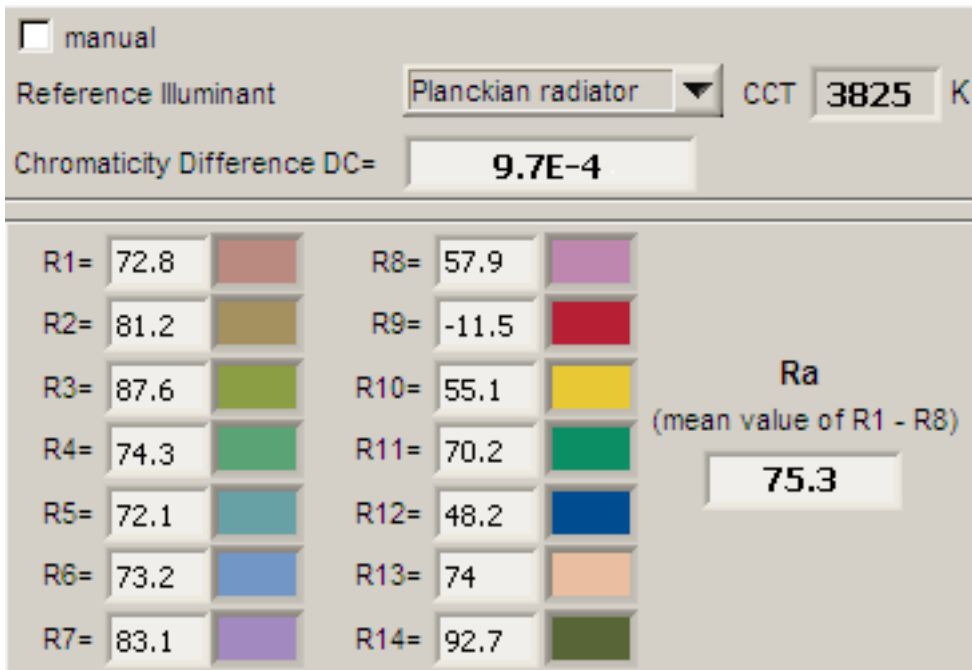 manual
Reference Illuminant Planckian radiator CCT 3825 K
Chromaticity Difference DC= 9.7E-4
R1= 72.8 R8= 57.9
R2= 81.2 R9= -11.5
R3= 87.6 R10= 55.1
R4= 74.3 R11= 70.2
R5= 72.1 R12= 48.2
R6= 73.2 R13= 74
R7= 83.1 R14= 92.7
Ra
(mean value of R1 - R8)
75.3